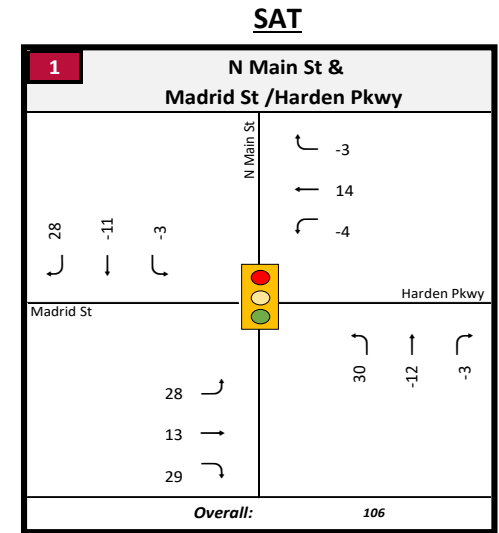 SAT
1
N Main St &
Madrid St /Harden Pkwy
N Main St
-3
14
-4
28
-11
-3
Harden Pkwy
Madrid St
30
-12
-3
28
13
29
Overall: 106